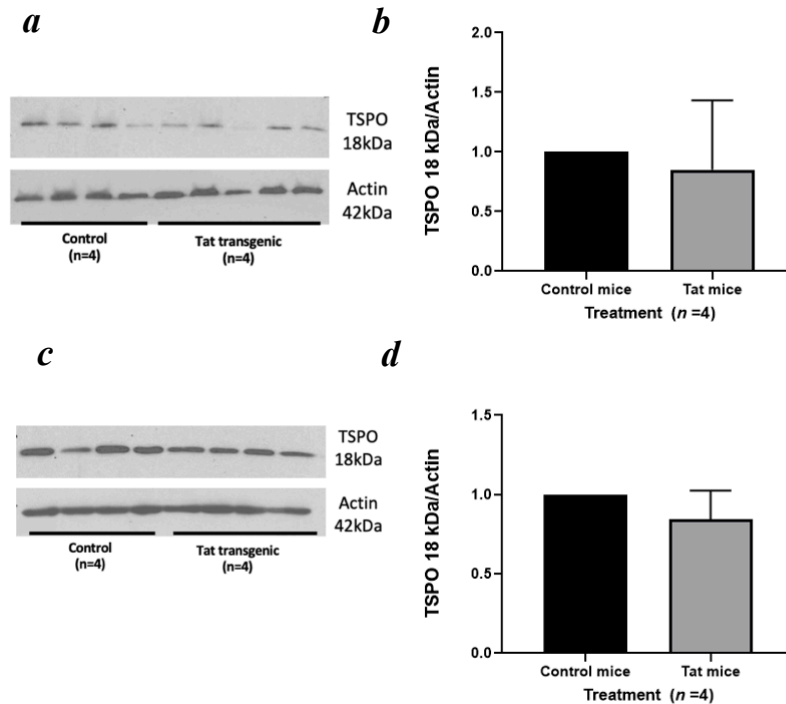 a
TSPO
18kDa
Actin
42kDa
Control
(n=4)
Tat transgenic
(n=4)
b
TSPO 18 kDa/Actin
2.0
1.5
1.0
0.5
0.0
Control mice
Tat mice
Treatment (n =4)
c
TSPO
18kDa
Actin
42kDa
Control
(n=4)
Tat transgenic
(n=4)
d
TSPO 18 kDa/Actin
1.5
1.0
0.5
0.0
Control mice
Tat mice
Treatment (n =4)